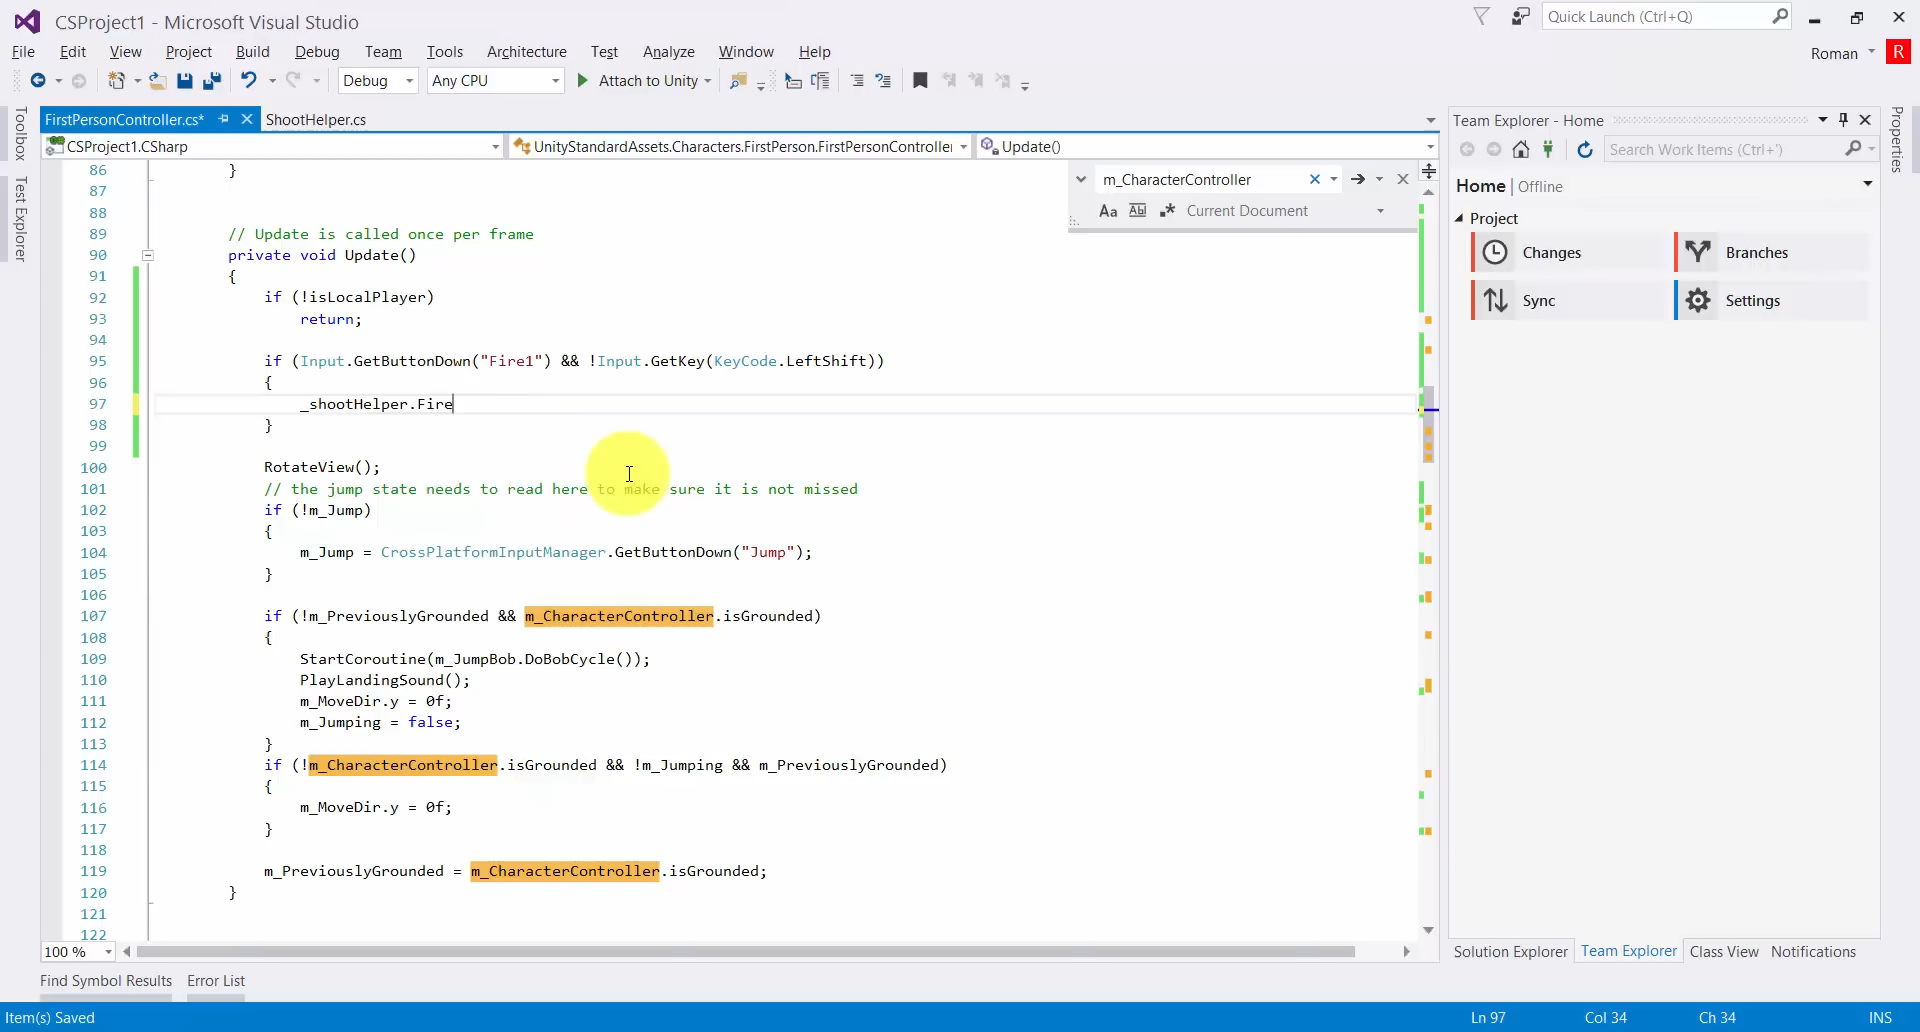 CSProject1 - Microsoft Visual Studio
Quick Launch (Ctrl+Q)
File Edit View Project Build Debug Team Tools Architecture Test Analyze Window Help
Roman R
Debug Any CPU Attach to Unity
Toolbox
Test Explorer
FirstPersonController.cs* ShootHelper.cs
CSProject1.CSharp UnityStandardAssets.Characters.FirstPerson.FirstPersonController Update()
m_CharacterController
Aa Abl .* Current Document
86 }
87
88
89 // Update is called once per frame
90 private void Update()
91 {
92 if (!isLocalPlayer)
93 return;
94
95 if (Input.GetButtonDown("Fire1") && !Input.GetKey(KeyCode.LeftShift))
96 {
97 _shootHelper.Fire
98 }
99
100 RotateView();
101 // the jump state needs to read here to make sure it is not missed
102 if (!m_Jump)
103 {
104 m_Jump = CrossPlatformInputManager.GetButtonDown("Jump");
105 }
106
107 if (!m_PreviouslyGrounded && m_CharacterController.isGrounded)
108 {
109 StartCoroutine(m_JumpBob.DoBobCycle());
110 PlayLandingSound();
111 m_MoveDir.y = 0f;
112 m_Jumping = false;
113 }
114 if (!m_CharacterController.isGrounded && !m_Jumping && m_PreviouslyGrounded)
115 {
116 m_MoveDir.y = 0f;
117 }
118
119 m_PreviouslyGrounded = m_CharacterController.isGrounded;
120 }
121
122
100 %
Team Explorer - Home
Search Work Items (Ctrl+')
Home | Offline
Project
Changes Branches
Sync Settings
Properties
Solution Explorer Team Explorer Class View Notifications
Find Symbol Results Error List
Item(s) Saved Ln 97 Col 34 Ch 34 INS